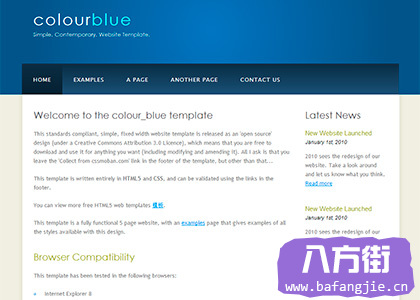 colourblue
Simple. Contemporary. Website Template.
HOME EXAMPLES A PAGE ANOTHER PAGE CONTACT US
Welcome to the colour_blue template
This standards compliant, simple, fixed width website template is released as an 'open source'
design (under a Creative Commons Attribution 3.0 Licence), which means that you are free to
download and use it for anything you want (including modifying and amending it). All I ask is that you
leave the 'Collect from cssmoban.com' link in the footer of the template, but other than that...
This template is written entirely in HTML5 and CSS, and can be validated using the links in the
footer.
You can view more free HTML5 web templates 模板.
This template is a fully functional 5 page website, with an examples page that gives examples of all
the styles available with this design.
Browser Compatibility
This template has been tested in the following browsers:
Internet Explorer 8
Latest News
New Website Launched
January 1st, 2010
2010 sees the redesign of our
website. Take a look around
and let us know what you think.
Read more
New Website Launched
January 1st, 2010
2010 sees the redesign of our
八方街
www.bafangjie.cn